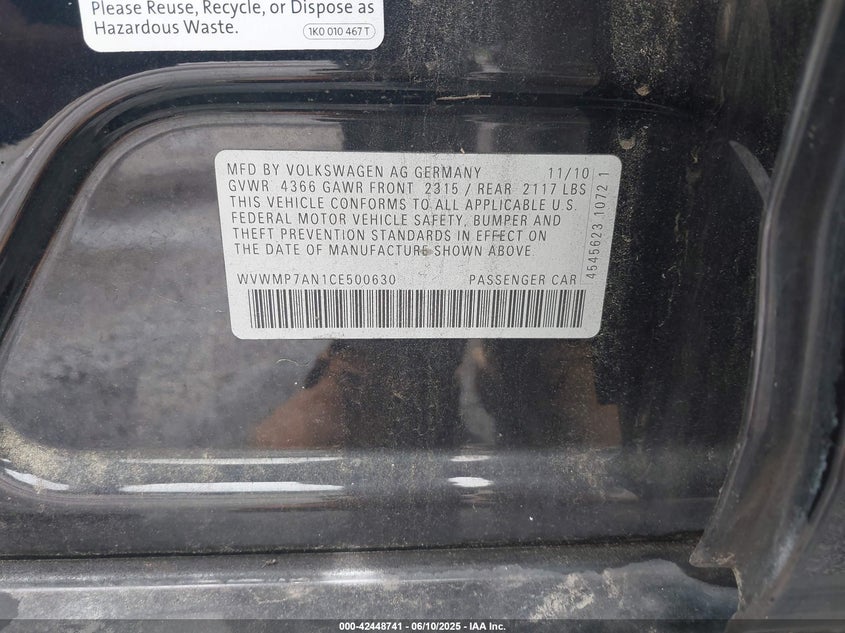 Please Reuse, Recycle, or Dispose as
Hazardous Waste.
1K0 010 467 T
MFD BY VOLKSWAGEN AG GERMANY 11/10
GVWR 4366 GAWR FRONT 2315 / REAR 2117 LBS
THIS VEHICLE CONFORMS TO ALL APPLICABLE U.S.
FEDERAL MOTOR VEHICLE SAFETY, BUMPER AND
THEFT PREVENTION STANDARDS IN EFFECT ON
THE DATE OF MANUFACTURE SHOWN ABOVE.
WVWMP7AN1CE500630 PASSENGER CAR
4545623 1072 1
000-42448741 - 06/10/2025 - IAA Inc.